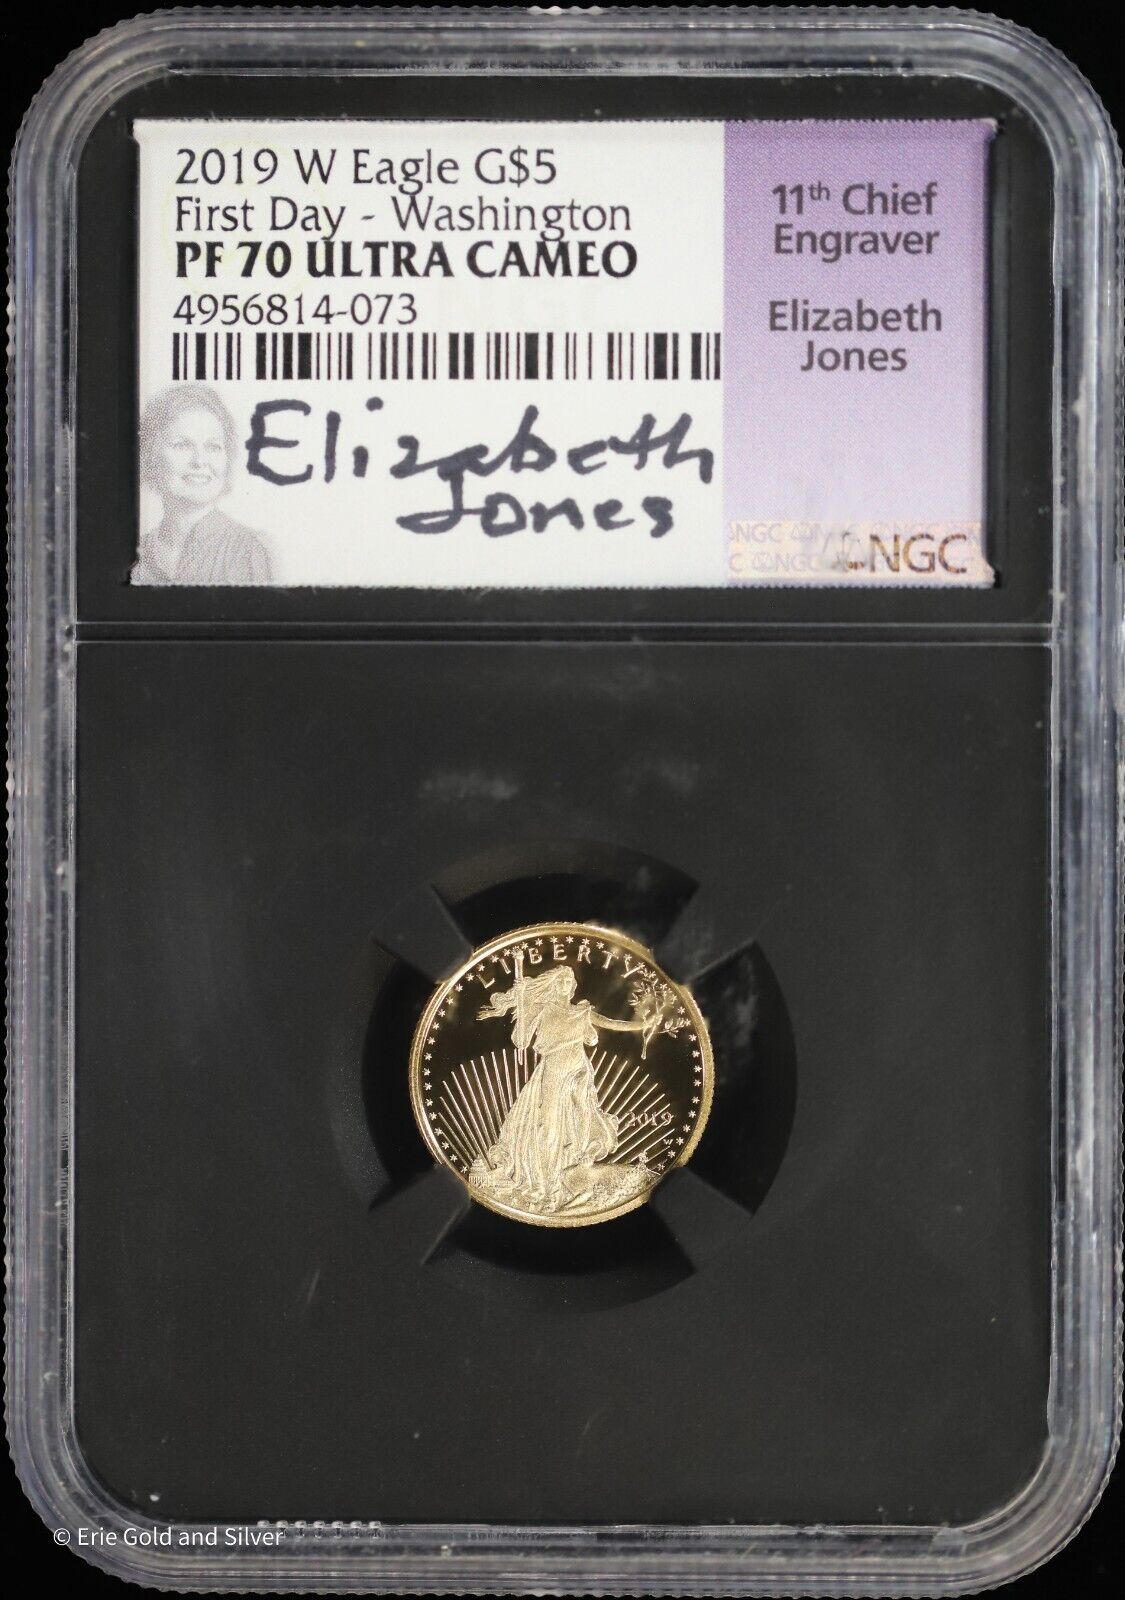 2019 W Eagle G$5
First Day - Washington
PF 70 ULTRA CAMEO
4956814-073
Elizabeth
Jones
11th Chief
Engraver
Elizabeth
Jones
NGC
LIBERTY
2019
W
© Erie Gold and Silver